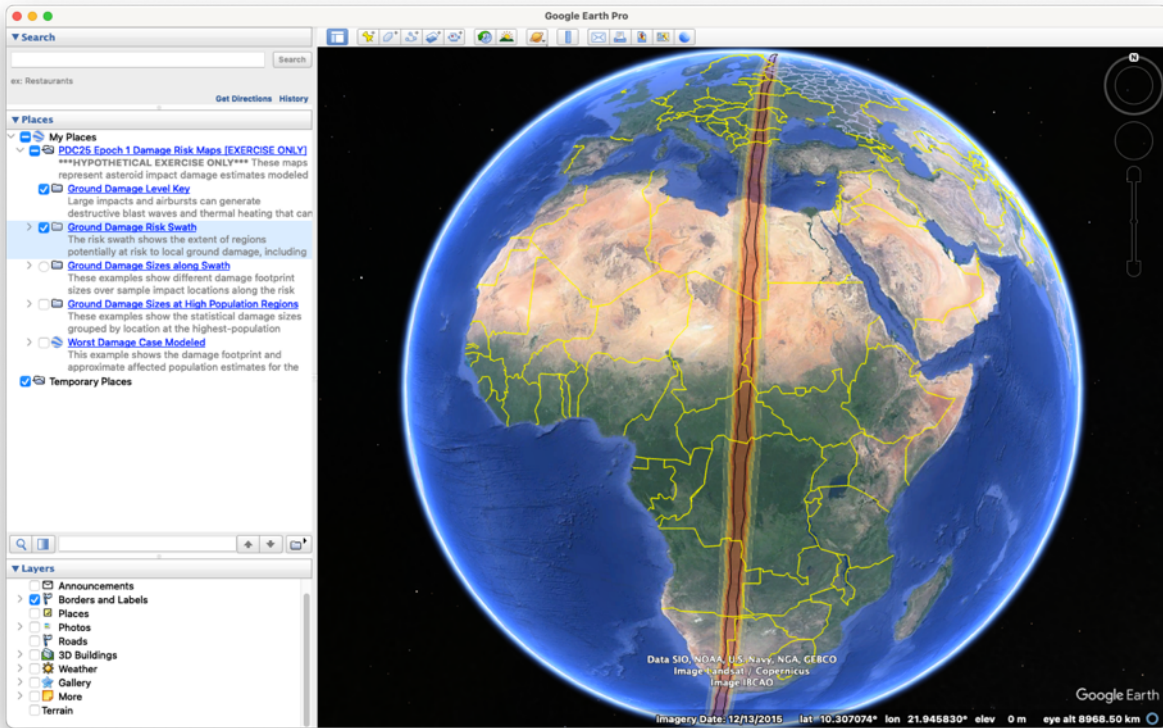 Google Earth Pro
Search
Search
ex: Restaurants
Get Directions History
Places
My Places
PDC25 Epoch 1 Damage Risk Maps [EXERCISE ONLY]
***HYPOTHETICAL EXERCISE ONLY*** These maps
represent asteroid impact damage estimates modeled
Ground Damage Level Key
Large impacts and airbursts can generate
destructive blast waves and thermal heating that can
Ground Damage Risk Swath
The risk swath shows the extent of regions
potentially at risk to local ground damage, including
Ground Damage Sizes along Swath
These examples show different damage footprint
sizes over sample impact locations along the risk
Ground Damage Sizes at High Population Regions
These examples show the statistical damage sizes
grouped by location at the highest-population
Worst Damage Case Modeled
This example shows the damage footprint and
approximate affected population estimates for the
Temporary Places
Layers
Announcements
Borders and Labels
Places
Photos
Roads
3D Buildings
Weather
Gallery
More
Terrain
N
Data SIO, NOAA, U.S. Navy, NGA, GEBCO
Image Landsat / Copernicus
Image IBCAO
Google Earth
Imagery Date: 12/13/2015 lat 10.307074° lon 21.945830° elev 0 m eye alt 8968.50 km